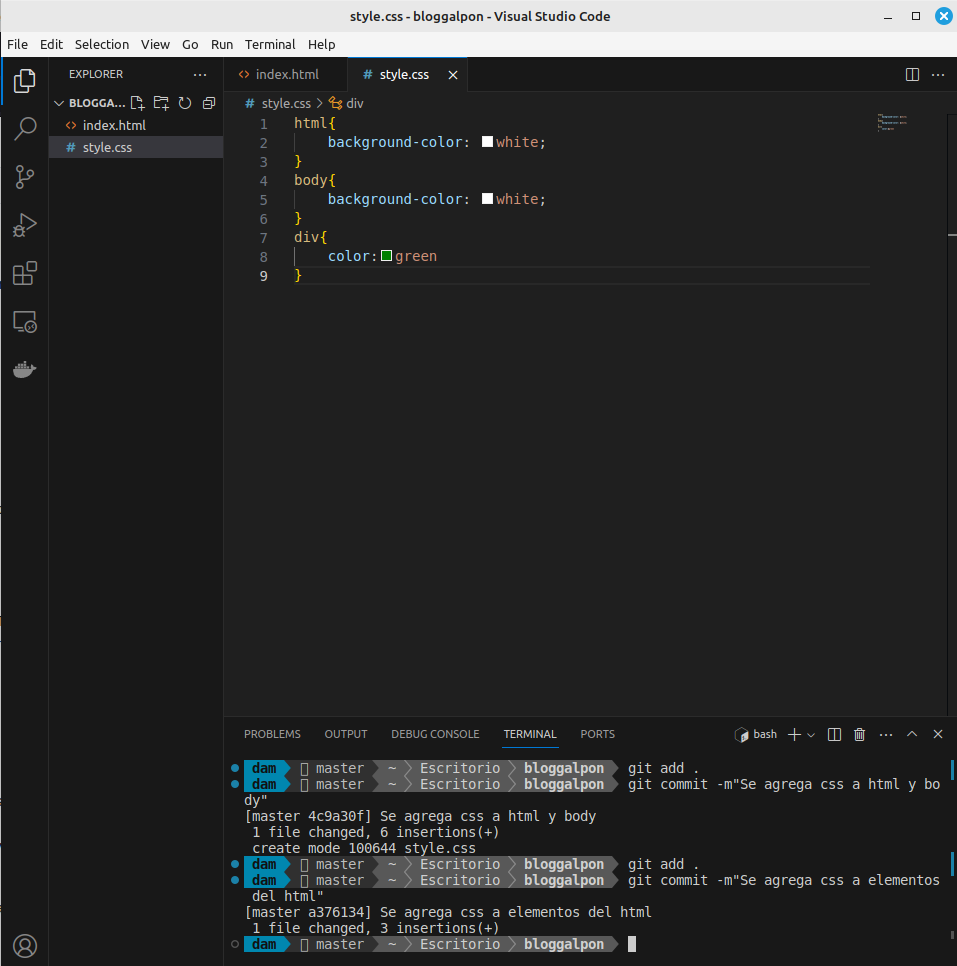 style.css - bloggalpon - Visual Studio Code
File Edit Selection View Go Run Terminal Help
EXPLORER ···
index.html
# style.css
BLOGGA...
index.html
# style.css
# style.css > div
1 html{
2 background-color: white;
3 }
4 body{
5 background-color: white;
6 }
7 div{
8 color: green
9 }
PROBLEMS OUTPUT DEBUG CONSOLE TERMINAL PORTS
bash
dam master ~ Escritorio bloggalpon git add .
dam master ~ Escritorio bloggalpon git commit -m"Se agrega css a html y bo
dy"
[master 4c9a30f] Se agrega css a html y body
1 file changed, 6 insertions(+)
create mode 100644 style.css
dam master ~ Escritorio bloggalpon git add .
dam master ~ Escritorio bloggalpon git commit -m"Se agrega css a elementos
del html"
[master a376134] Se agrega css a elementos del html
1 file changed, 3 insertions(+)
dam master ~ Escritorio bloggalpon